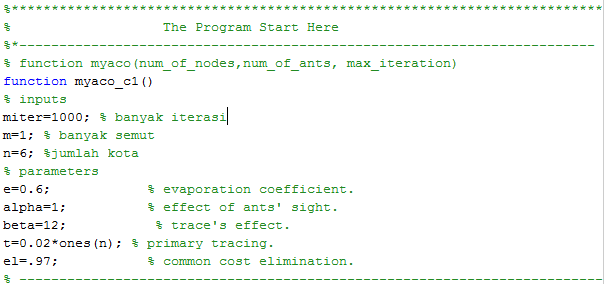 %**************************************************************************
%                   The Program Start Here
%*------------------------------------------------------------------------
% function myaco(num_of_nodes,num_of_ants, max_iteration)
function myaco_c1()
% inputs
miter=1000; % banyak iterasi
m=1; % banyak semut
n=6; %jumlah kota
% parameters
e=0.6;            % evaporation coefficient.
alpha=1;          % effect of ants' sight.
beta=12;           % trace's effect.
t=0.02*ones(n); % primary tracing.
el=.97;           % common cost elimination.
% -------------------------------------------------------------------------